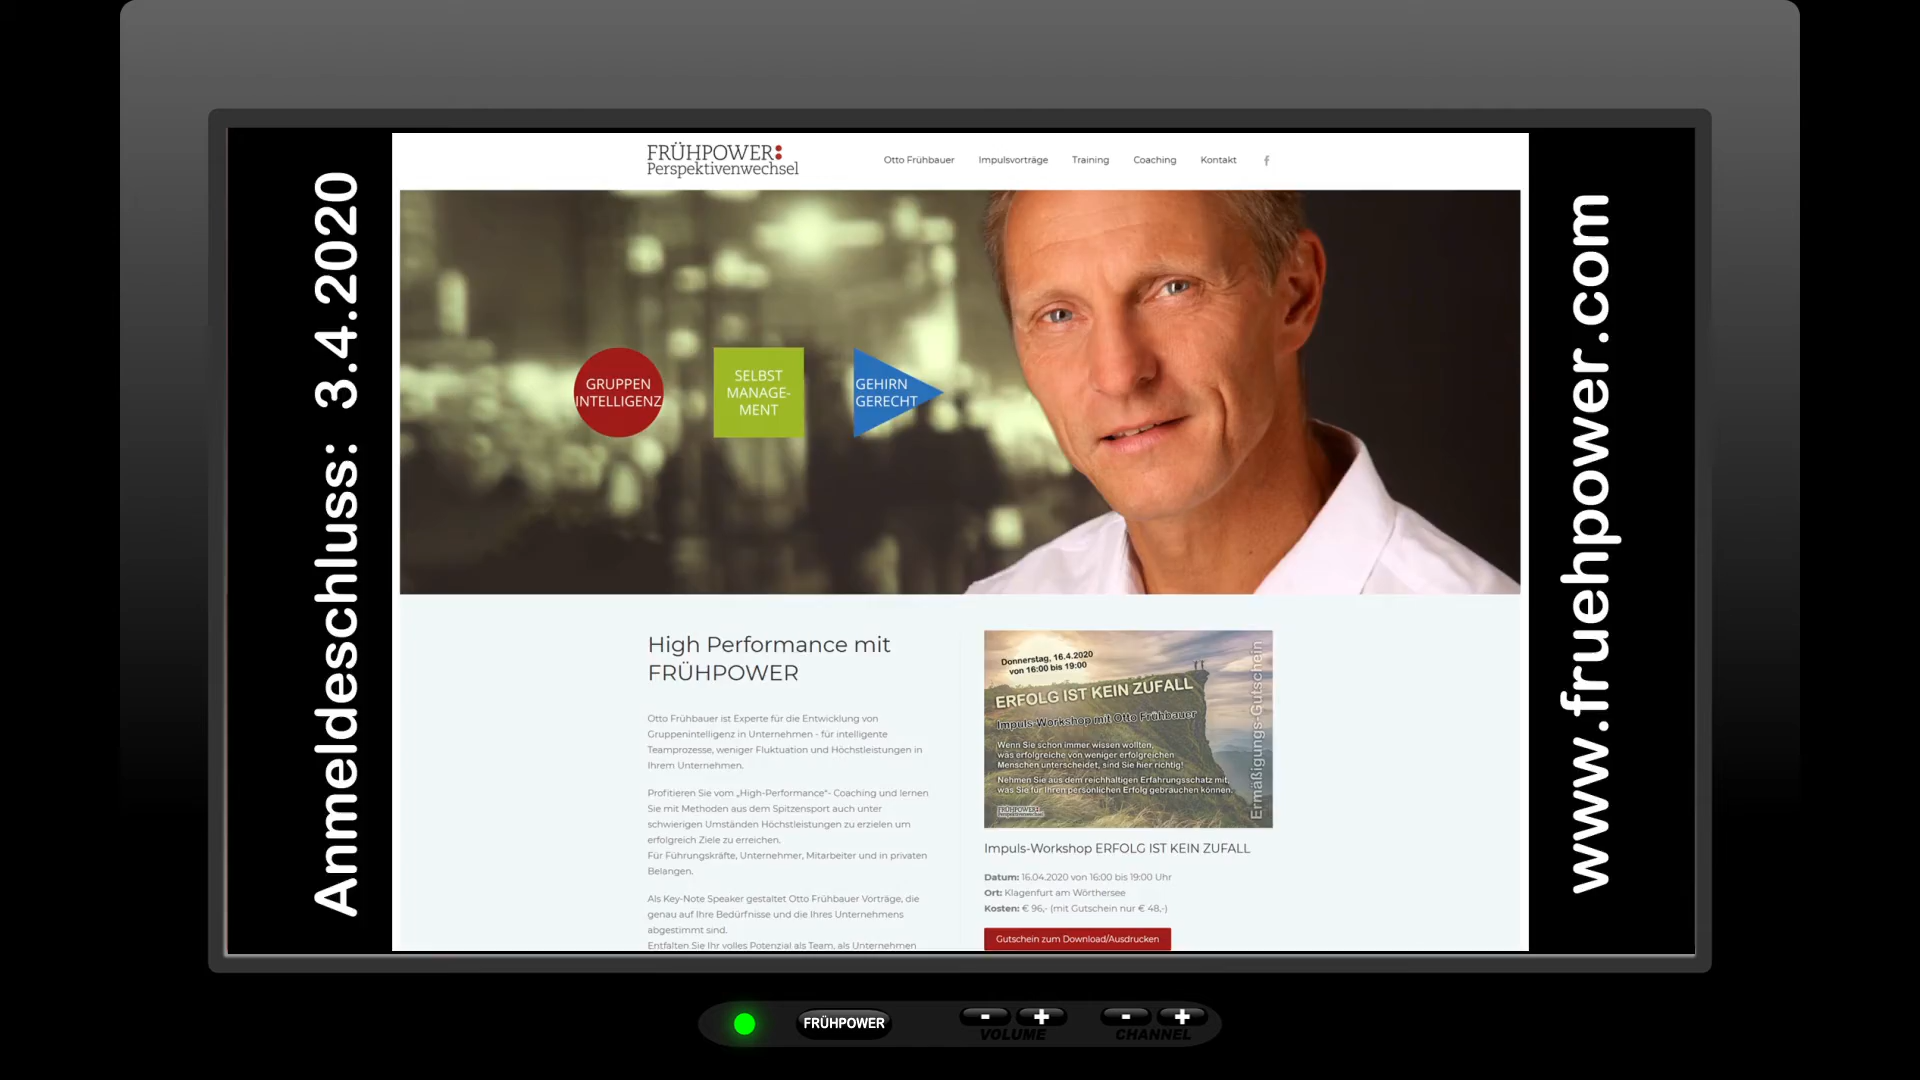 Anmeldeschluss: 3.4.2020
FRÜHPOWER:
Perspektivenwechsel
Otto Frühbauer Impulsvorträge Training Coaching Kontakt f
GRUPPEN
INTELLIGENZ
SELBST
MANAGE-
MENT
GEHIRN
GERECHT
High Performance mit
FRÜHPOWER
Otto Frühbauer ist Experte für die Entwicklung von
Gruppenintelligenz in Unternehmen - für intelligente
Teamprozesse, weniger Fluktuation und Höchstleistungen in
Ihrem Unternehmen.
Profitieren Sie vom „High-Performance"- Coaching und lernen
Sie mit Methoden aus dem Spitzensport auch unter
schwierigen Umständen Höchstleistungen zu erzielen um
erfolgreich Ziele zu erreichen.
Für Führungskräfte, Unternehmer, Mitarbeiter und in privaten
Belangen.
Als Key-Note Speaker gestaltet Otto Frühbauer Vorträge, die
genau auf Ihre Bedürfnisse und die Ihres Unternehmens
abgestimmt sind.
Entfalten Sie Ihr volles Potenzial als Team, als Unternehmen
Donnerstag, 16.4.2020
von 16:00 bis 19:00
ERFOLG IST KEIN ZUFALL
Impuls-Workshop mit Otto Frühbauer
Wenn Sie schon immer wissen wollten,
was erfolgreiche von weniger erfolgreichen
Menschen unterscheidet, sind Sie hier richtig!
Nehmen Sie aus dem reichhaltigen Erfahrungsschatz mit,
was Sie für Ihren persönlichen Erfolg gebrauchen können.
FRÜHPOWER:
Ermäßigungs-Gutschein
Impuls-Workshop ERFOLG IST KEIN ZUFALL
Datum: 16.04.2020 von 16:00 bis 19:00 Uhr
Ort: Klagenfurt am Wörthersee
Kosten: € 96,- (mit Gutschein nur € 48,-)
Gutschein zum Download/Ausdrucken
www.fruehpower.com
FRÜHPOWER
- + - +
VOLUME CHANNEL